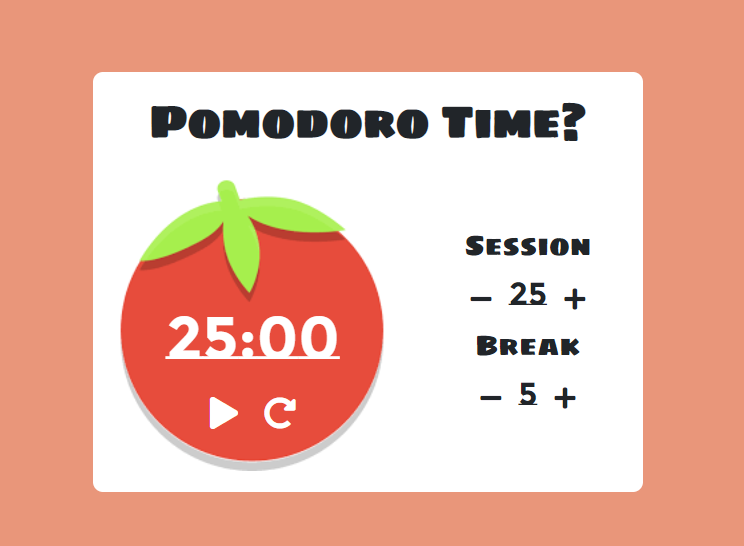 Pomodoro Time?
25:00
Session
– 25 +
Break
– 5 +